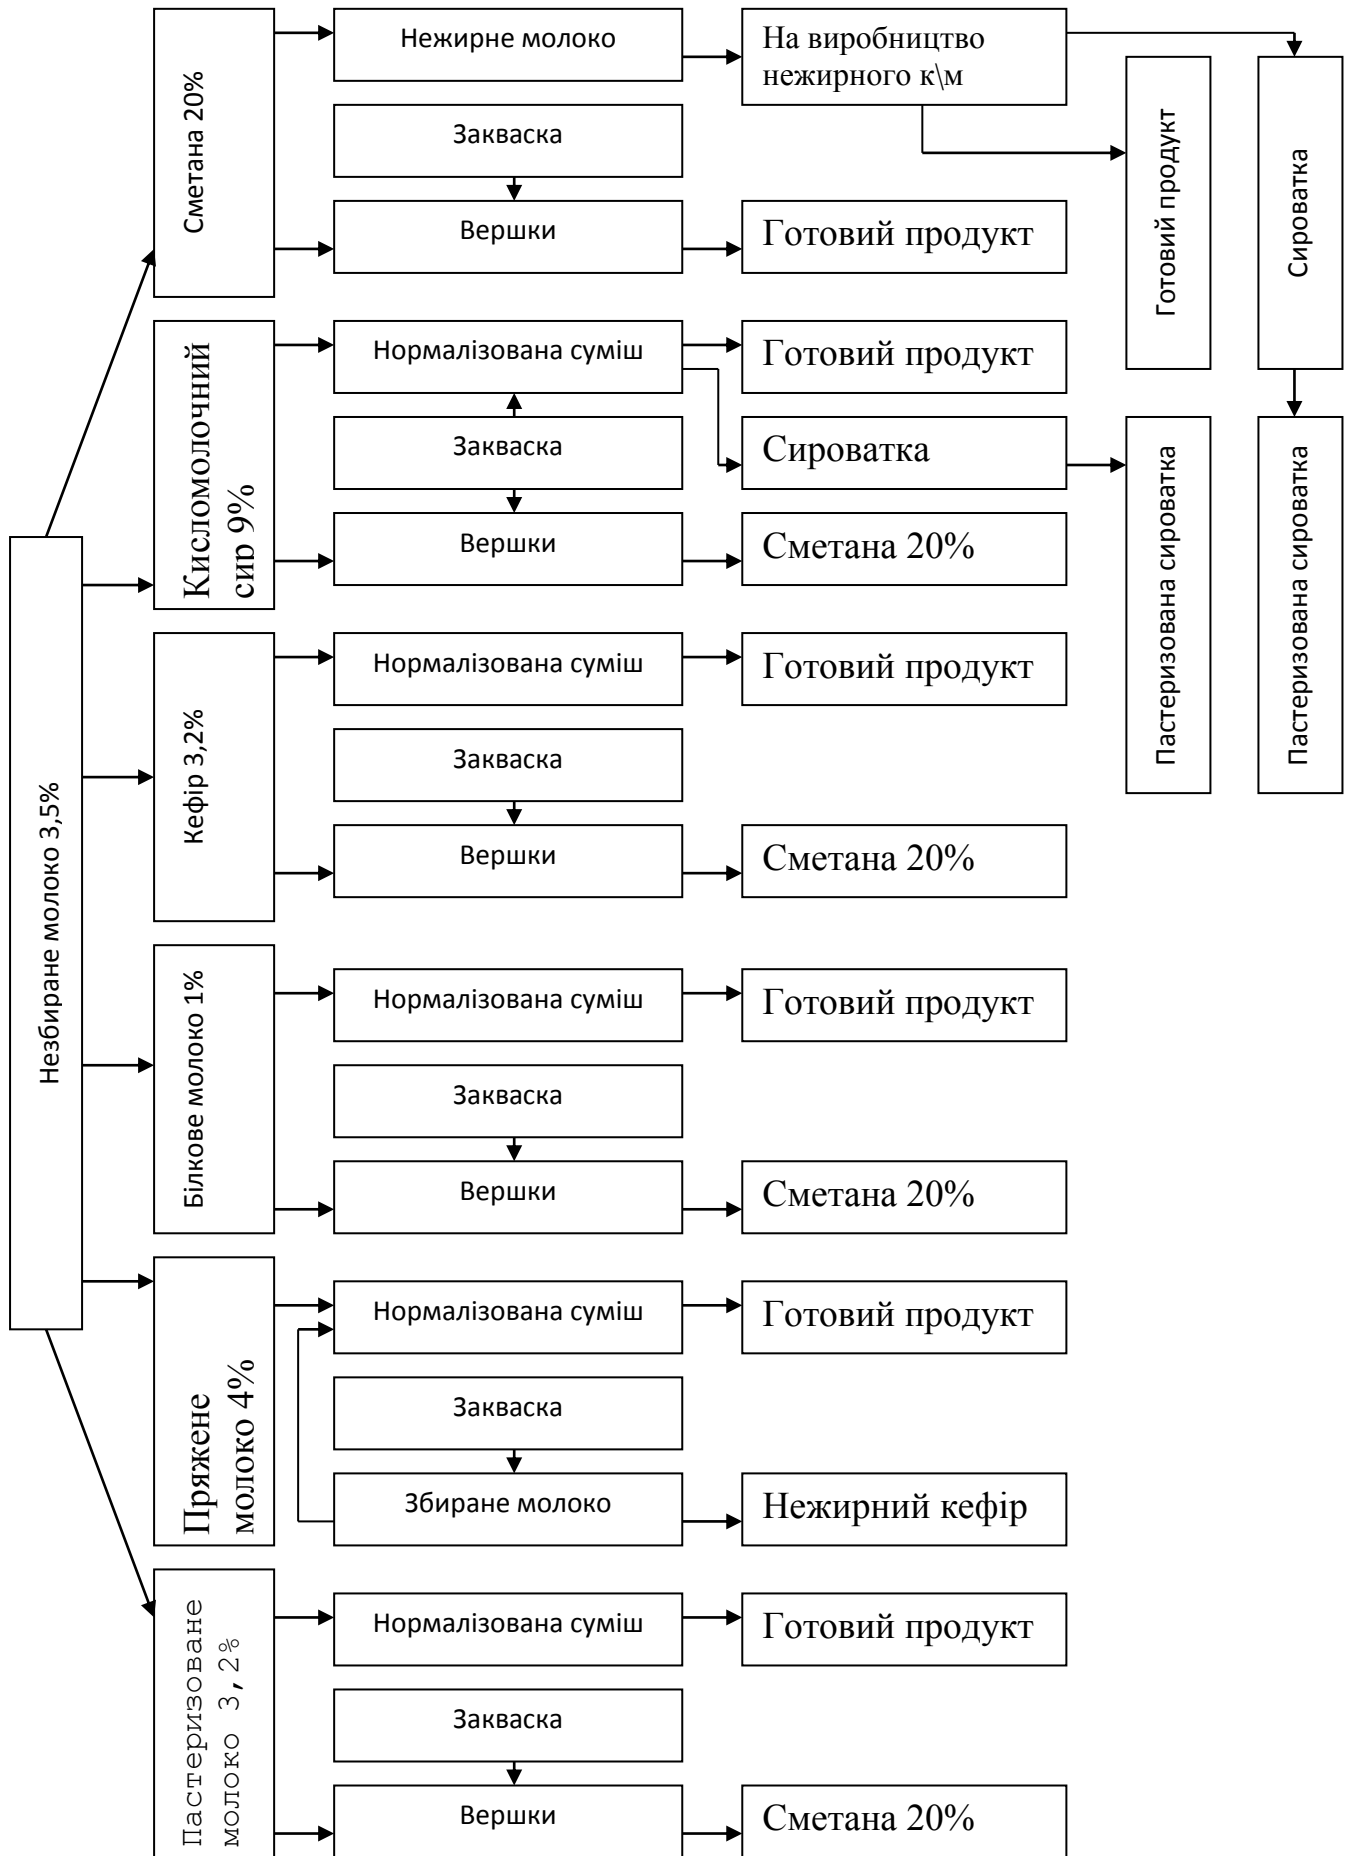 Незбиране молоко 3,5%
Сметана 20%
Нежирне молоко
На виробництво
нежирного к\м
Готовий продукт
Сироватка
Закваска
Вершки
Готовий продукт
Кисломолочний
сир 9%
Нормалізована суміш
Готовий продукт
Закваска
Сироватка
Пастеризована сироватка
Пастеризована сироватка
Вершки
Сметана 20%
Кефір 3,2%
Нормалізована суміш
Готовий продукт
Закваска
Вершки
Сметана 20%
Білкове молоко 1%
Нормалізована суміш
Готовий продукт
Закваска
Вершки
Сметана 20%
Пряжене
молоко 4%
Нормалізована суміш
Готовий продукт
Закваска
Збиране молоко
Нежирний кефір
Пастеризоване
молоко 3,2%
Нормалізована суміш
Готовий продукт
Закваска
Вершки
Сметана 20%